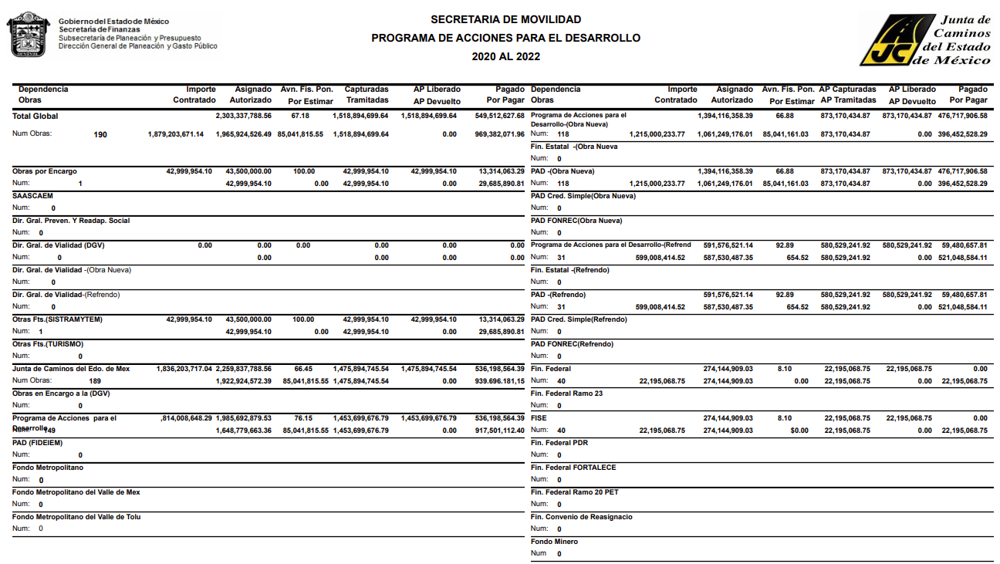 Gobierno del Estado de México
Secretaría de Finanzas
Subsecretaría de Planeación y Presupuesto
Dirección General de Planeación y Gasto Público
SECRETARIA DE MOVILIDAD
PROGRAMA DE ACCIONES PARA EL DESARROLLO
2020 AL 2022
AJC
Junta de
Caminos
del Estado
de México
Dependencia Importe Asignado Avn. Fis. Pon. Capturadas AP Liberado Pagado
Obras Contratado Autorizado Por Estimar Tramitadas AP Devuelto Por Pagar
Total Global 2,303,337,788.56 67.18 1,518,894,699.64 1,518,894,699.64 549,512,627.68
Num Obras: 190 1,879,203,671.14 1,965,924,526.49 85,041,815.55 1,518,894,699.64 0.00 969,382,071.96
Obras por Encargo 42,999,954.10 43,500,000.00 100.00 42,999,954.10 42,999,954.10 13,314,063.29
Num: 1 42,999,954.10 0.00 42,999,954.10 0.00 29,685,890.81
SAASCAEM
Num: 0
Dir. Gral. Preven. Y Readap. Social
Num: 0
Dir. Gral. de Vialidad (DGV) 0.00 0.00 0.00 0.00 0.00 0.00
Num: 0 0.00 0.00 0.00 0.00
Dir. Gral. de Vialidad -(Obra Nueva)
Num: 0
Dir. Gral. de Vialidad-(Refrendo)
Num: 0
Otras Fts.(SISTRAMYTEM) 42,999,954.10 43,500,000.00 100.00 42,999,954.10 42,999,954.10 13,314,063.29
Num: 1 42,999,954.10 0.00 42,999,954.10 0.00 29,685,890.81
Otras Fts.(TURISMO)
Num: 0
Junta de Caminos del Edo. de Mex 1,836,203,717.04 2,259,837,788.56 66.45 1,475,894,745.54 1,475,894,745.54 536,198,564.39
Num Obras: 189 1,922,924,572.39 85,041,815.55 1,475,894,745.54 0.00 939.696.181,15
Obras en Encargo a la (DGV)
Num: 0
Programa de Acciones para el ,814,008,648.29 1,985,692,879.53 76.15 1,453,699,676.79 1,453,699,676.79 536,198,564.39
Desarrollo
Num: 149 1,648,779,663.36 85,041,815.55 1,453,699,676.79 0.00 917,501,112.40
PAD (FIDEIEM)
Num: 0
Fondo Metropolitano
Num: 0
Fondo Metropolitano del Valle de Mex
Num: 0
Fondo Metropolitano del Valle de Tolu
Num: 0
Dependencia Importe Asignado Avn. Fis. Pon. AP Capturadas AP Liberado Pagado
Obras Contratado Autorizado Por Estimar AP Tramitadas AP Devuelto Por Pagar
Programa de Acciones para el 1,394,116,358.39 66.88 873,170,434.87 873,170,434.87 476,717,906.58
Desarrollo-(Obra Nueva)
Num: 118 1,215,000,233.77 1,061,249,176.01 85,041,161.03 873,170,434.87 0.00 396,452,528.29
Fin. Estatal -(Obra Nueva
Num: 0
PAD -(Obra Nueva) 1,394,116,358.39 66.88 873,170,434.87 873,170,434.87 476,717,906.58
Num: 118 1,215,000,233.77 1,061,249,176.01 85,041,161.03 873,170,434.87 0.00 396,452,528.29
PAD Cred. Simple(Obra Nueva)
Num: 0
PAD FONREC(Obra Nueva)
Num: 0
Programa de Acciones para el Desarrollo-(Refrend 591,576,521.14 92.89 580,529,241.92 580,529,241.92 59,480,657.81
Num: 31 599,008,414.52 587,530,487.35 654.52 580,529,241.92 0.00 521,048,584.11
Fin. Estatal -(Refrendo)
Num: 0
PAD -(Refrendo) 591,576,521.14 92.89 580,529,241.92 580,529,241.92 59,480,657.81
Num: 31 599,008,414.52 587,530,487.35 654.52 580,529,241.92 0.00 521,048,584.11
PAD Cred. Simple(Refrendo)
Num: 0
PAD FONREC(Refrendo)
Num: 0
Fin. Federal 274,144,909.03 8.10 22,195,068.75 22,195,068.75 0.00
Num: 40 22,195,068.75 274,144,909.03 0.00 22,195,068.75 0.00 22,195,068.75
Fin. Federal Ramo 23
Num: 0
FISE 274,144,909.03 8.10 22,195,068.75 22,195,068.75 0.00
Num: 40 22,195,068.75 274,144,909.03 $0.00 22,195,068.75 0.00 22,195,068.75
Fin. Federal PDR
Num: 0
Fin. Federal FORTALECE
Num: 0
Fin. Federal Ramo 20 PET
Num: 0
Fin. Convenio de Reasignacio
Num: 0
Fondo Minero
Num 0